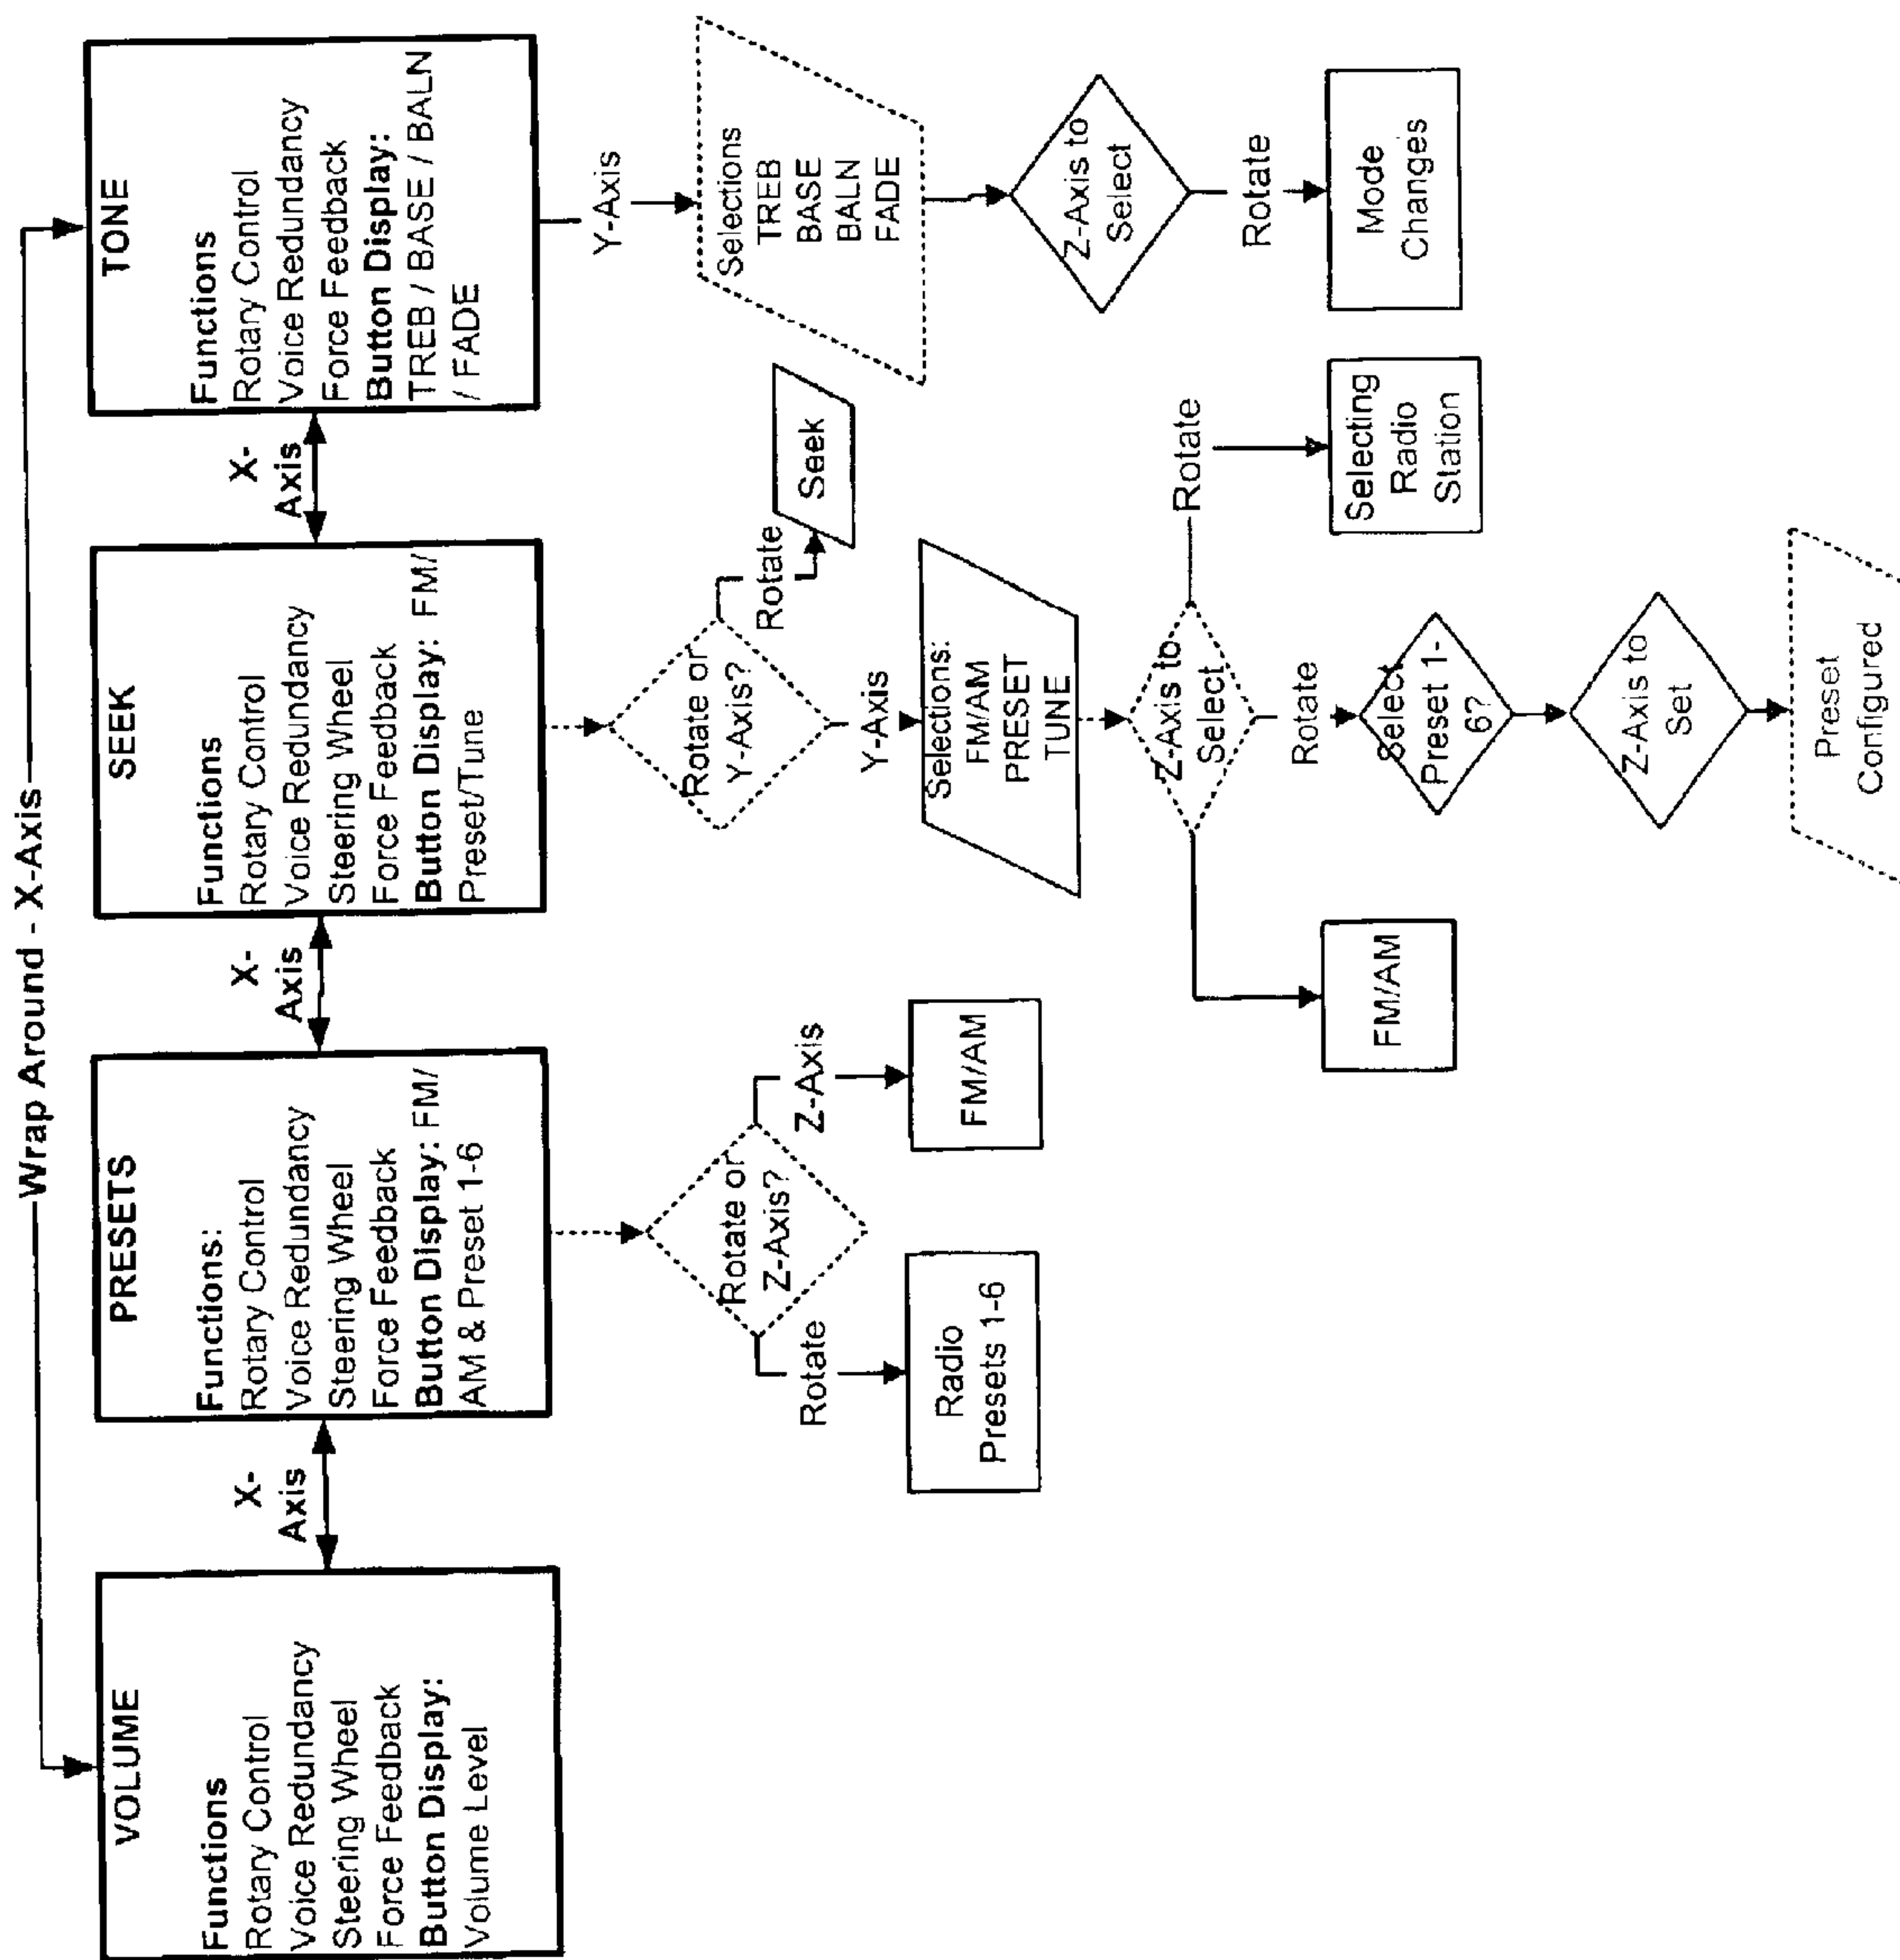 Wrap Around - X-Axis
VOLUME
Functions
Rotary Control
Voice Redundancy
Steering Wheel
Force Feedback
Button Display:
Volume Level
X-
Axis
PRESETS
Functions:
Rotary Control
Voice Redundancy
Steering Wheel
Force Feedback
Button Display: FM/
AM & Preset 1-6
X-
Axis
SEEK
Functions
Rotary Control
Voice Redundancy
Steering Wheel
Force Feedback
Button Display: FM/
Preset/Tune
X-
Axis
TONE
Functions
Rotary Control
Voice Redundancy
Force Feedback
Button Display:
TREB / BASE / BALN
/ FADE
Rotate or
Z-Axis?
Rotate
Z-Axis
Radio
Presets 1-6
FM/AM
Rotate or
Y-Axis?
Rotate
Seek
Y-Axis
Selections:
FM/AM
PRESET
TUNE
Z-Axis to
Select
FM/AM
Rotate
Select
Preset 1-
6?
Z-Axis to
Set
Preset
Configured
Rotate
Selecting
Radio
Station
Y-Axis
Selections
TREB
BASE
BALN
FADE
Z-Axis to
Select
Rotate
Mode
Changes